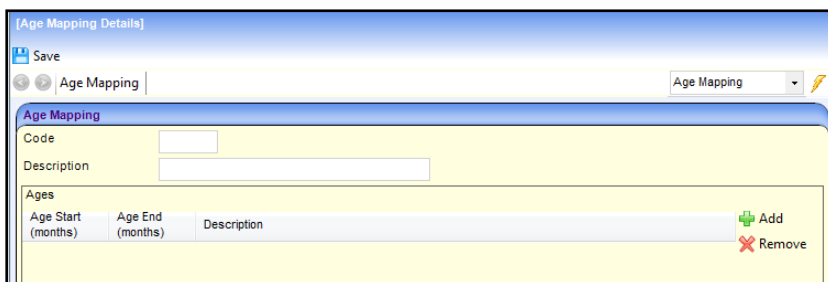 [Age Mapping Details]
Save
Age Mapping Age Mapping
Age Mapping
Code
Description
Ages
Age Start (months) Age End (months) Description
Add
Remove